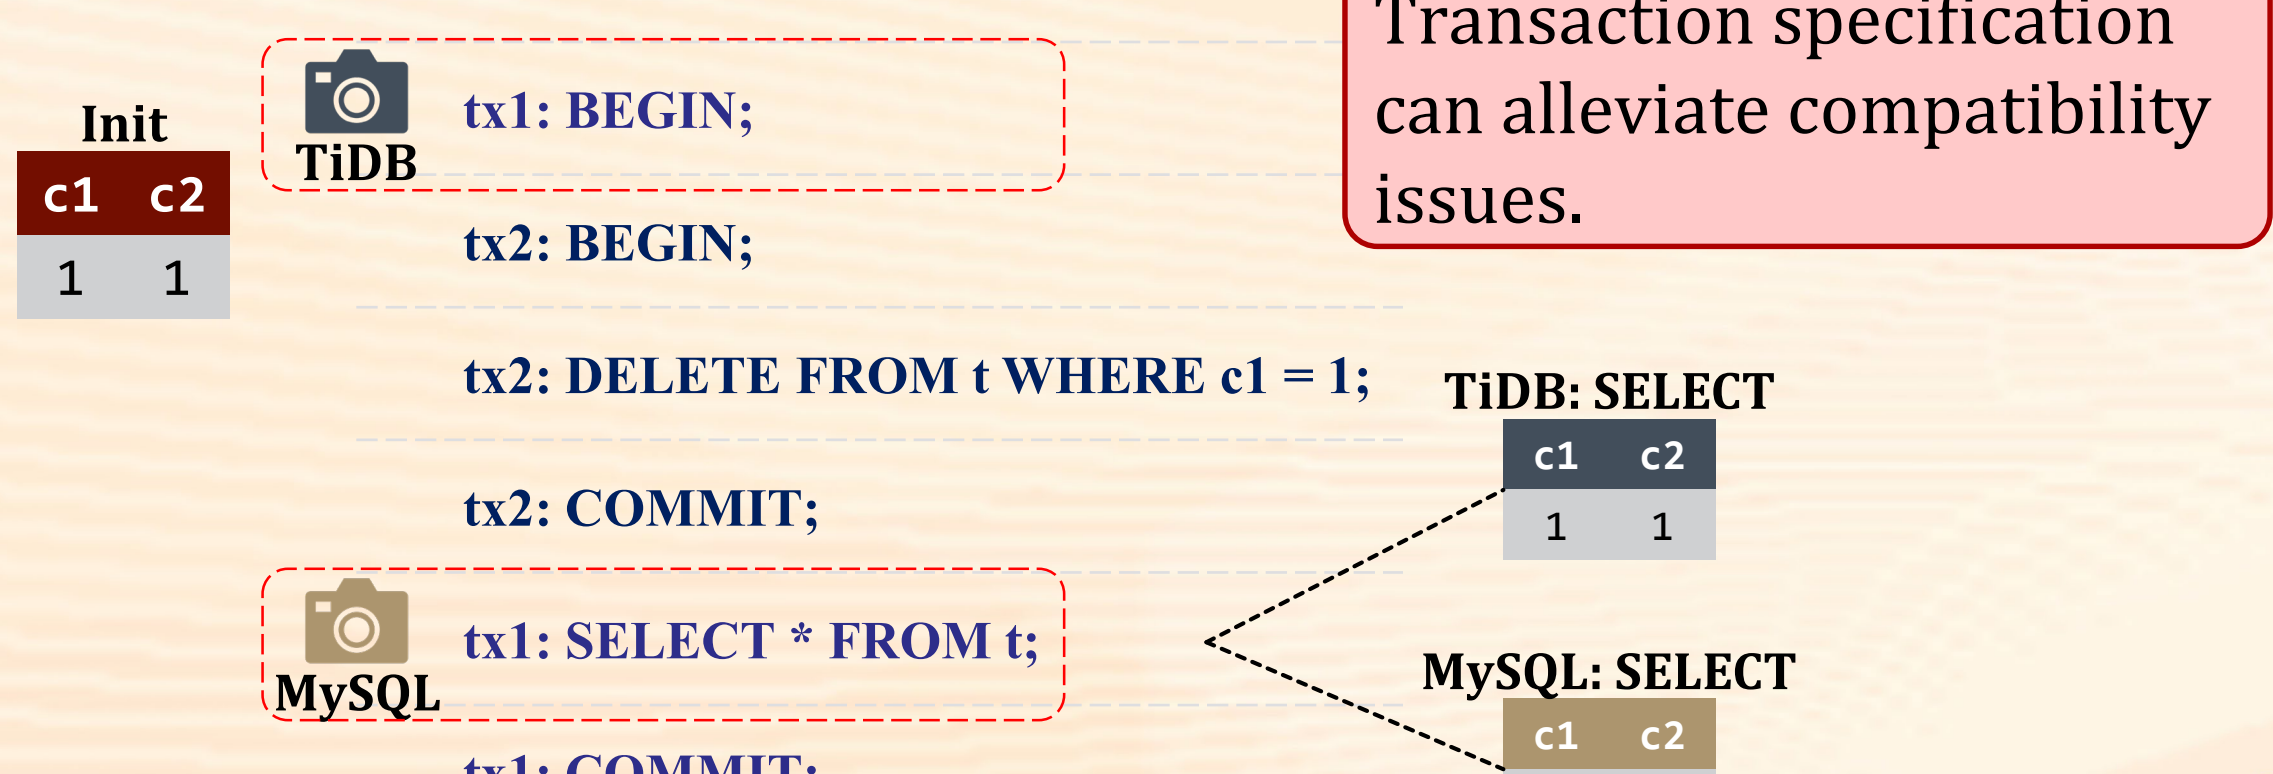 Transaction specification
can alleviate compatibility
issues.
Init
c1 c2
1 1
TiDB
tx1: BEGIN;
tx2: BEGIN;
tx2: DELETE FROM t WHERE c1 = 1;
tx2: COMMIT;
MySQL
tx1: SELECT * FROM t;
tx1: COMMIT;
TiDB: SELECT
c1 c2
1 1
MySQL: SELECT
c1 c2